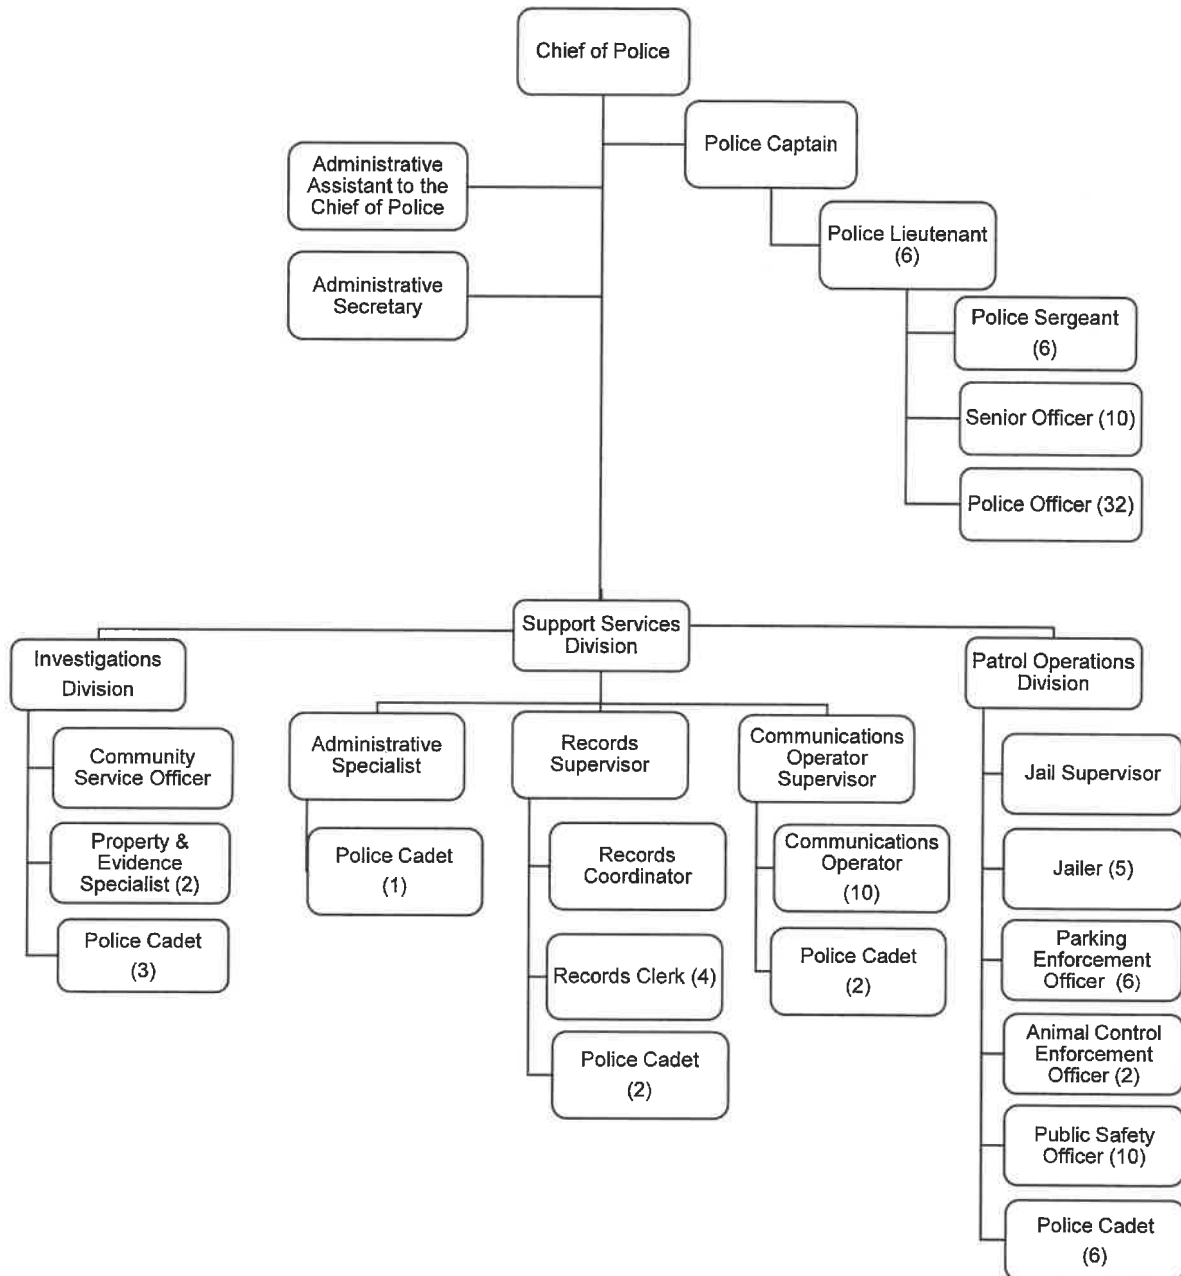 Chief of Police
Police Captain
Administrative
Assistant to the
Chief of Police
Police Lieutenant
(6)
Administrative
Secretary
Police Sergeant
(6)
Senior Officer (10)
Police Officer (32)
Support Services
Division
Investigations
Division
Patrol Operations
Division
Community
Service Officer
Property &
Evidence
Specialist (2)
Police Cadet
(3)
Administrative
Specialist
Police Cadet
(1)
Records
Supervisor
Records
Coordinator
Records Clerk (4)
Police Cadet
(2)
Communications
Operator
Supervisor
Communications
Operator
(10)
Police Cadet
(2)
Jail Supervisor
Jailer (5)
Parking
Enforcement
Officer (6)
Animal Control
Enforcement
Officer (2)
Public Safety
Officer (10)
Police Cadet
(6)